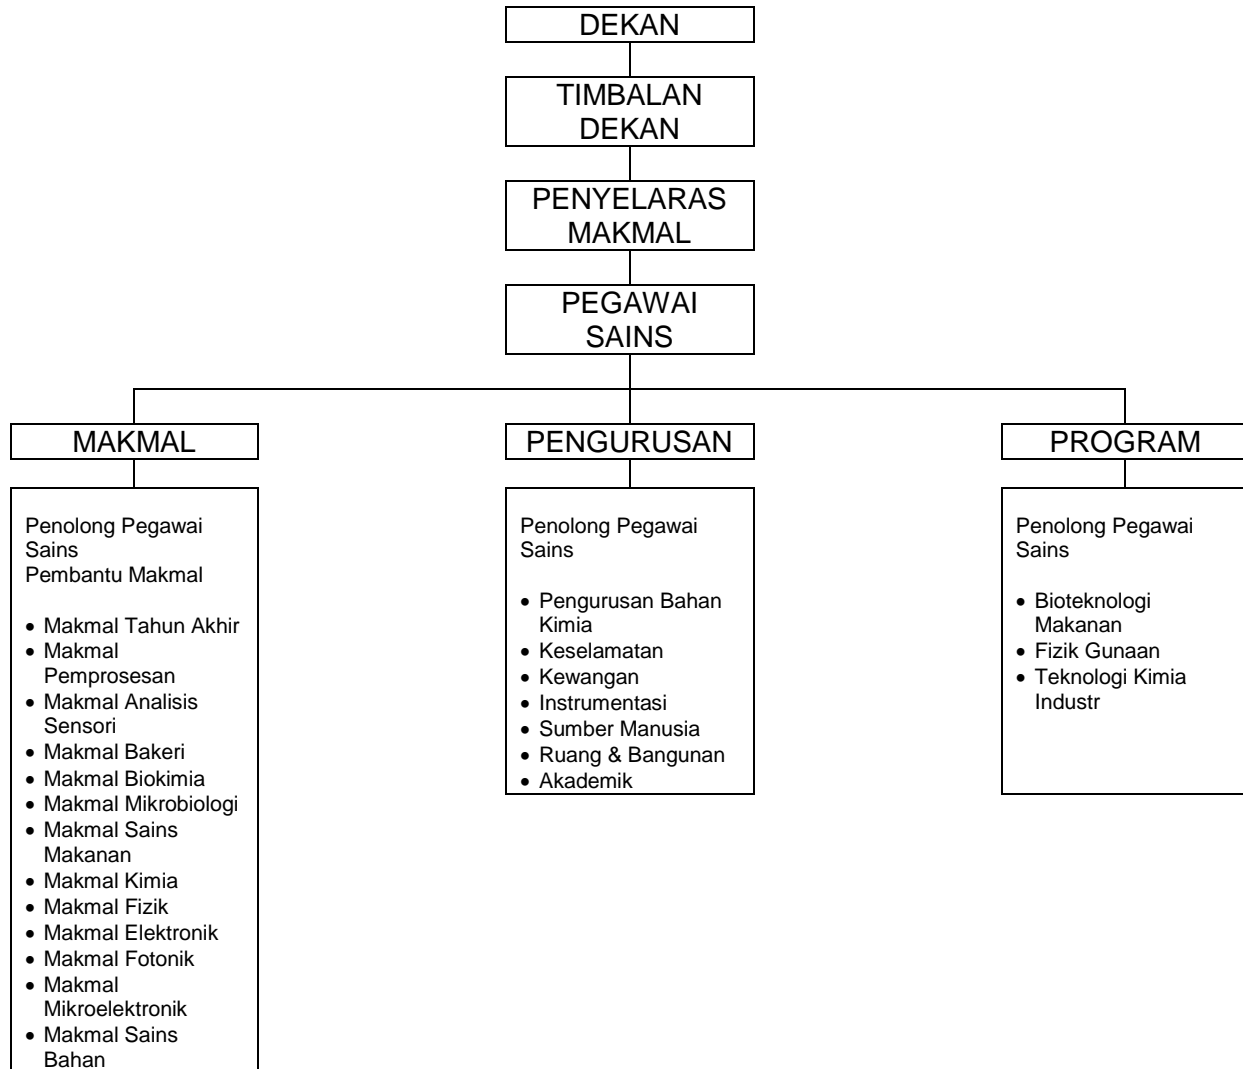 DEKAN
TIMBALAN
DEKAN
PENYELARAS
MAKMAL
PEGAWAI
SAINS
MAKMAL
Penolong Pegawai
Sains
Pembantu Makmal
• Makmal Tahun Akhir
• Makmal
Pemprosesan
• Makmal Analisis
Sensori
• Makmal Bakeri
• Makmal Biokimia
• Makmal Mikrobiologi
• Makmal Sains
Makanan
• Makmal Kimia
• Makmal Fizik
• Makmal Elektronik
• Makmal Fotonik
• Makmal
Mikroelektronik
• Makmal Sains
Bahan
PENGURUSAN
Penolong Pegawai
Sains
• Pengurusan Bahan
Kimia
• Keselamatan
• Kewangan
• Instrumentasi
• Sumber Manusia
• Ruang & Bangunan
• Akademik
PROGRAM
Penolong Pegawai
Sains
• Bioteknologi
Makanan
• Fizik Gunaan
• Teknologi Kimia
Industr